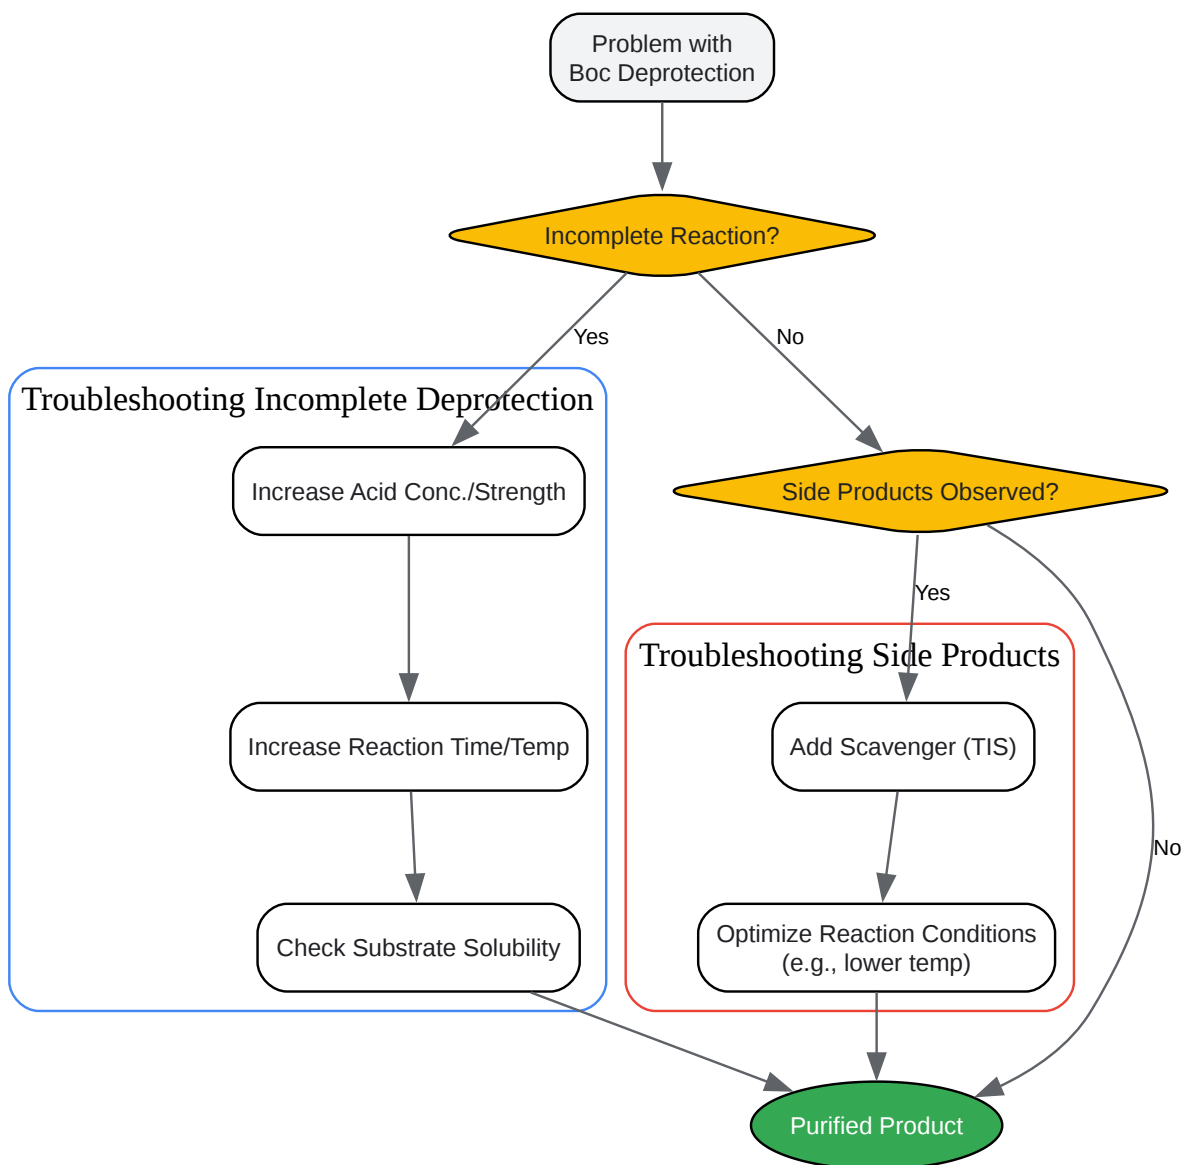 Problem with
Boc Deprotection
Incomplete Reaction?
Yes
No
Troubleshooting Incomplete Deprotection
Increase Acid Conc./Strength
Side Products Observed?
Yes
Troubleshooting Side Products
Increase Reaction Time/Temp
Add Scavenger (TIS)
No
Check Substrate Solubility
Optimize Reaction Conditions
(e.g., lower temp)
Purified Product